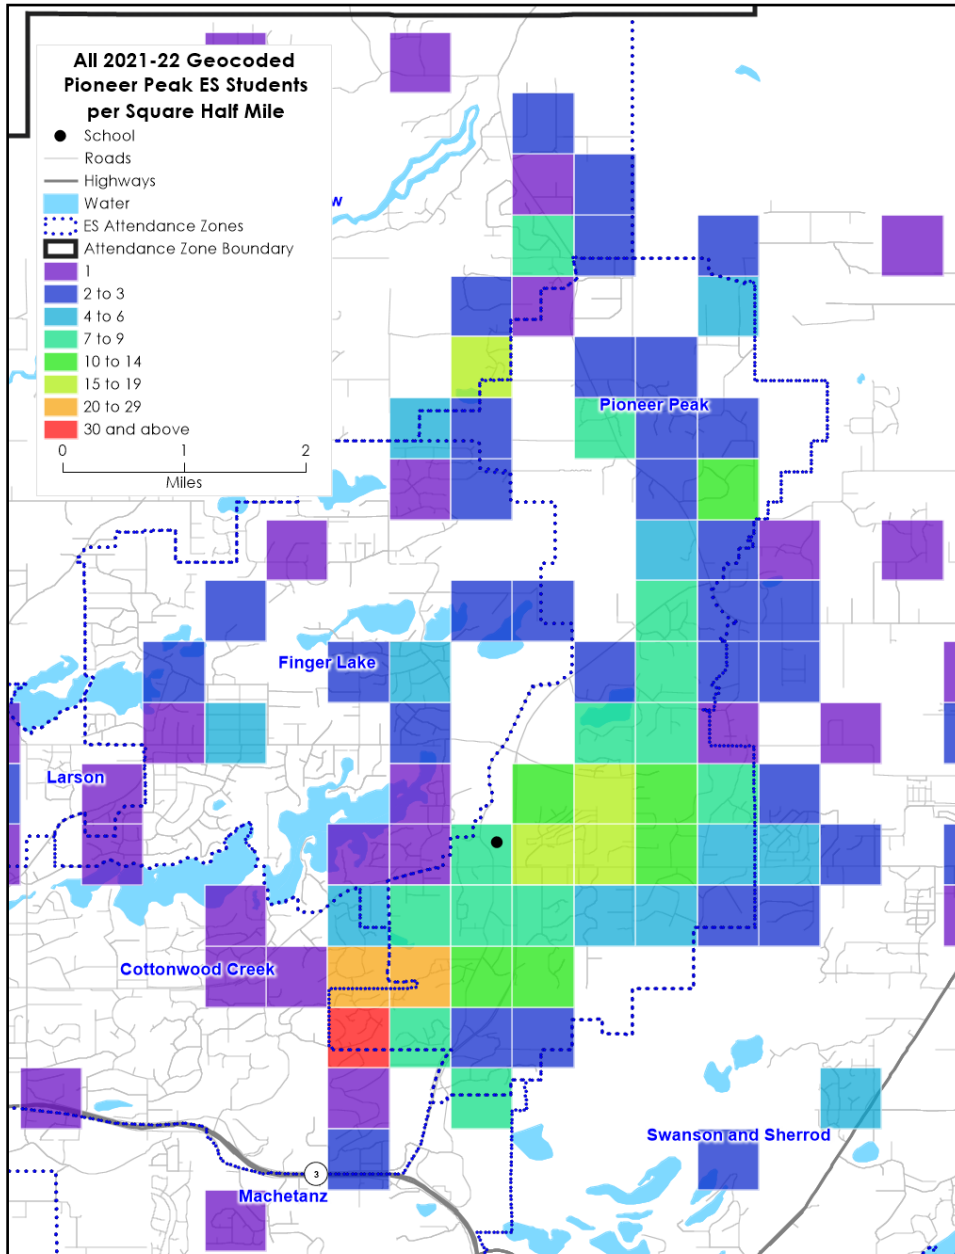 All 2021-22 Geocoded
Pioneer Peak ES Students
per Square Half Mile
School
Roads
Highways
Water
ES Attendance Zones
Attendance Zone Boundary
1
2 to 3
4 to 6
7 to 9
10 to 14
15 to 19
20 to 29
30 and above
0 1 2
Miles
w
Pioneer Peak
Finger Lake
Larson
Cottonwood Creek
Swanson and Sherrod
3
Machetanz